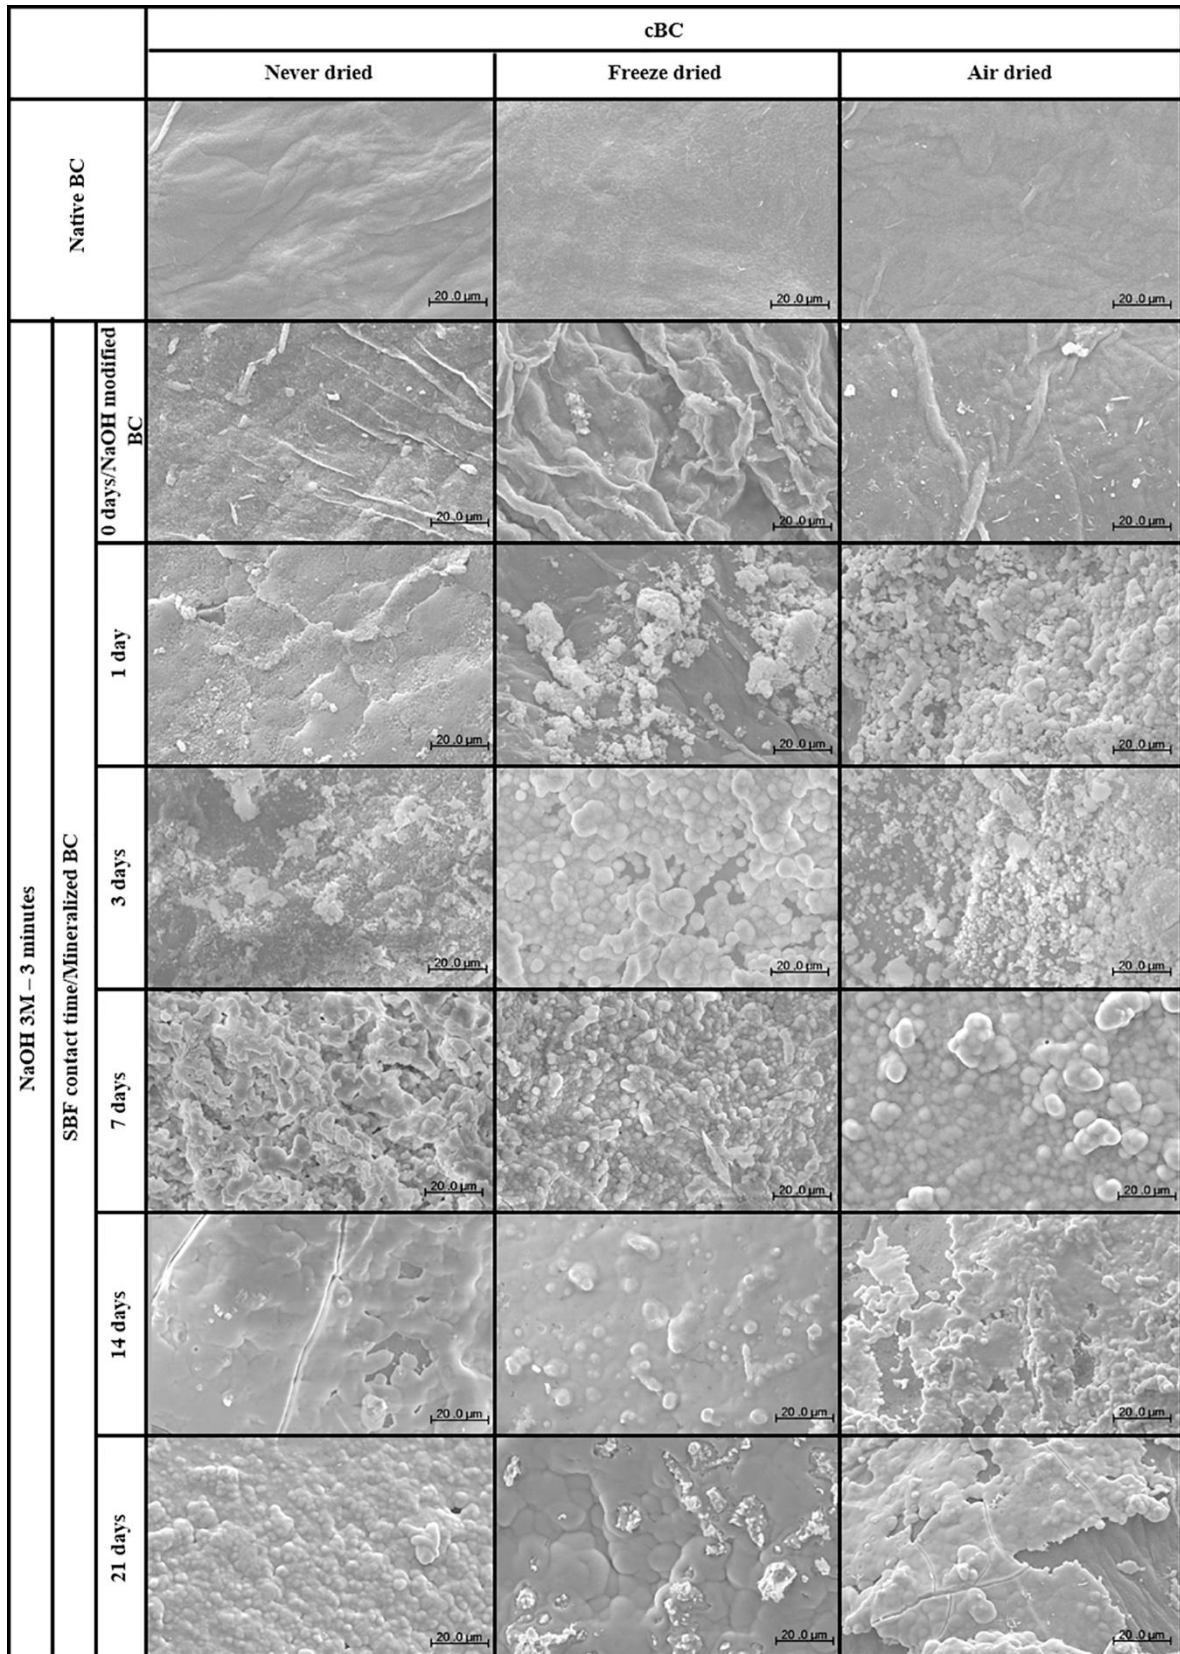 cBC
Never dried
Freeze dried
Air dried
Native BC
20 .0 µm
20 .0 µm
20 .0 µm
NaOH 3M – 3 minutes
SBF contact time/Mineralized BC
0 days/NaOH modified
BC
20 .0 µm
20 .0 µm
20 .0 µm
1 day
20 .0 µm
20 .0 µm
20 .0 µm
3 days
20 .0 µm
20 .0 µm
20 .0 µm
7 days
20 .0 µm
20 .0 µm
20 .0 µm
14 days
20 .0 µm
20 .0 µm
20 .0 µm
21 days
20 .0 µm
20 .0 µm
20 .0 µm